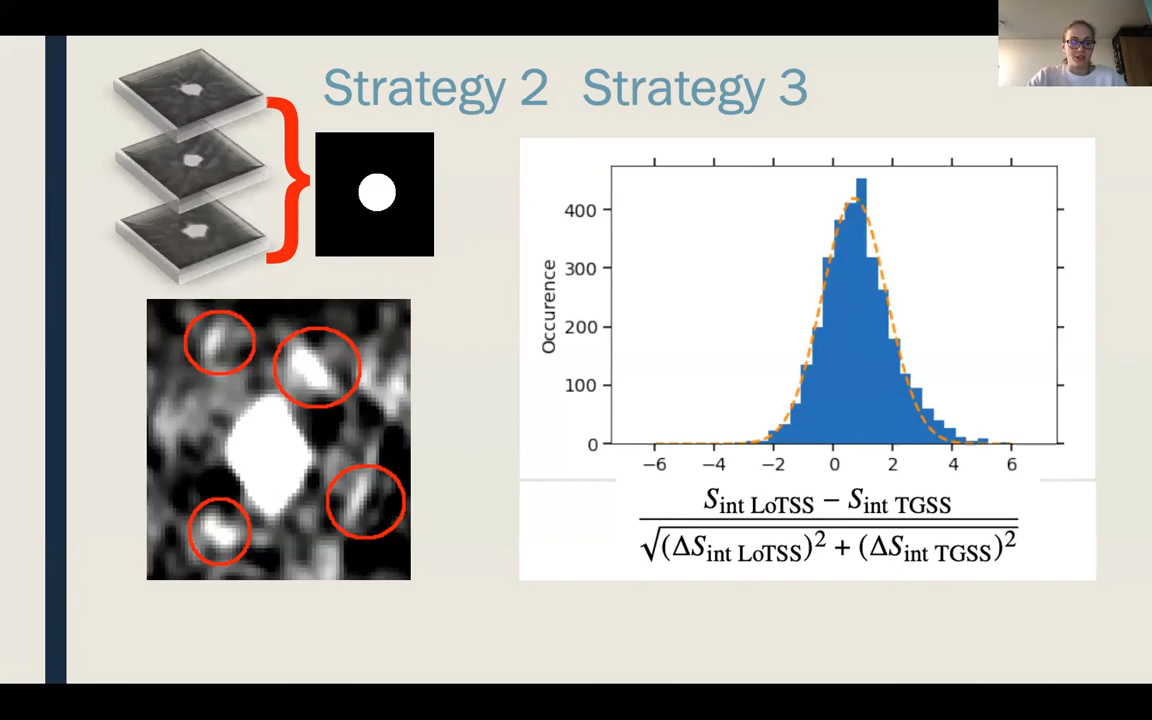 Strategy 2 Strategy 3
400
300
200
100
0
Occurence
−6 −4 −2 0 2 4 6
S_int LoTSS − S_int TGSS
√(ΔS_int LoTSS)² + (ΔS_int TGSS)²